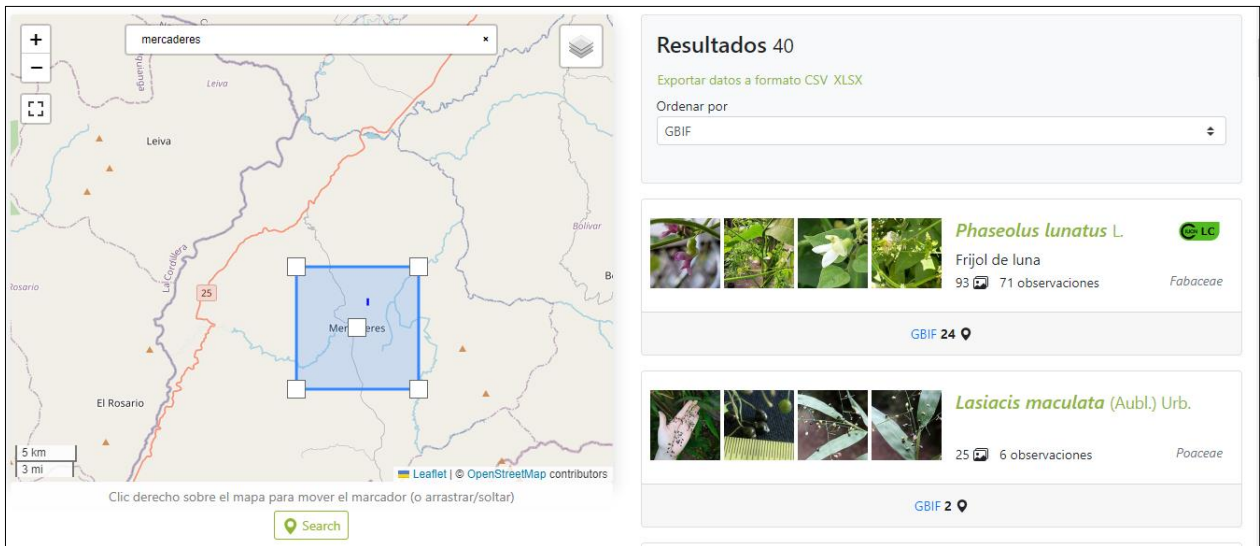 +
mercaderes ×
−
Leiva
Leiva
Bolívar
La Cordillera
losario
25
Mer eres
El Rosario
5 km
3 mi
Leaflet | © OpenStreetMap contributors
Clic derecho sobre el mapa para mover el marcador (o arrastrar/soltar)
Search
Resultados 40
Exportar datos a formato CSV XLSX
Ordenar por
GBIF
Phaseolus lunatus L.
LC
Frijol de luna
93 71 observaciones
Fabaceae
GBIF 24
Lasiacis maculata (Aubl.) Urb.
25 6 observaciones
Poaceae
GBIF 2